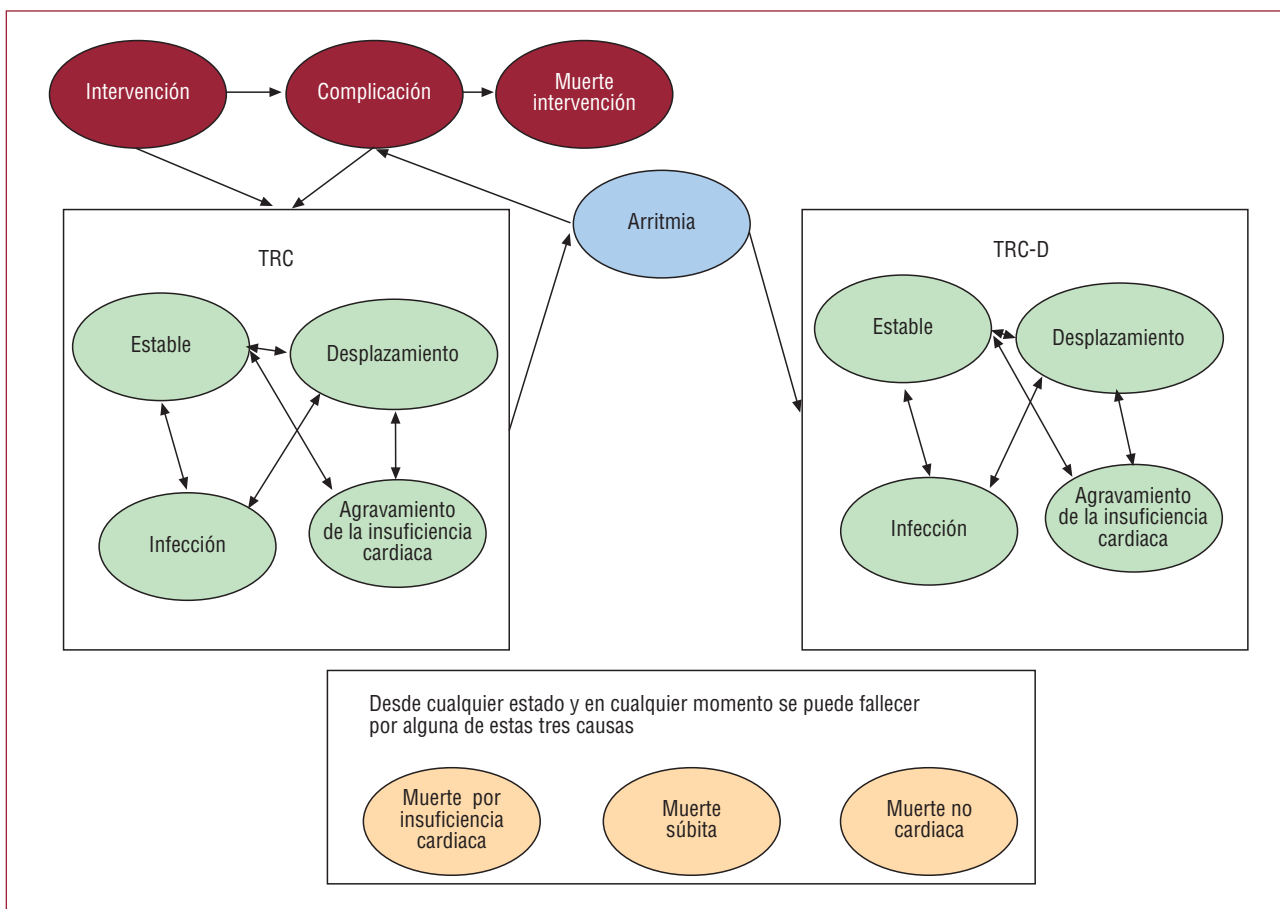 Intervención
Complicación
Muerte
intervención
Arritmia
TRC
Estable
Desplazamiento
Infección
Agravamiento
de la insuficiencia
cardiaca
TRC-D
Estable
Desplazamiento
Infección
Agravamiento
de la insuficiencia
cardiaca
Desde cualquier estado y en cualquier momento se puede fallecer
por alguna de estas tres causas
Muerte por
insuficiencia
cardiaca
Muerte
súbita
Muerte no
cardiaca